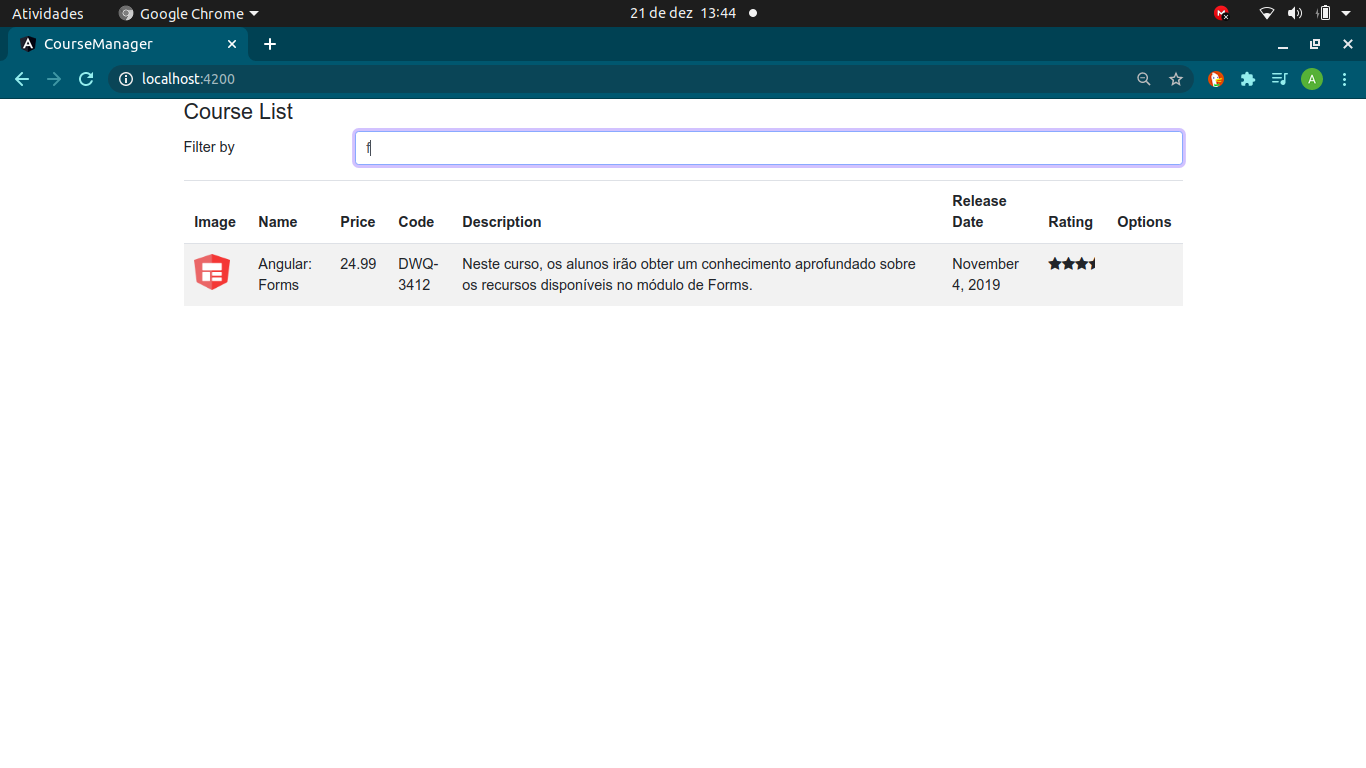 Atividades Google Chrome 21 de dez 13:44
CourseManager
localhost:4200 A
Course List
Filter by f
Image Name Price Code Description Release Date Rating Options
Angular: 24.99 DWQ- Neste curso, os alunos irão obter um conhecimento aprofundado sobre November
Forms 3412 os recursos disponíveis no módulo de Forms. 4, 2019